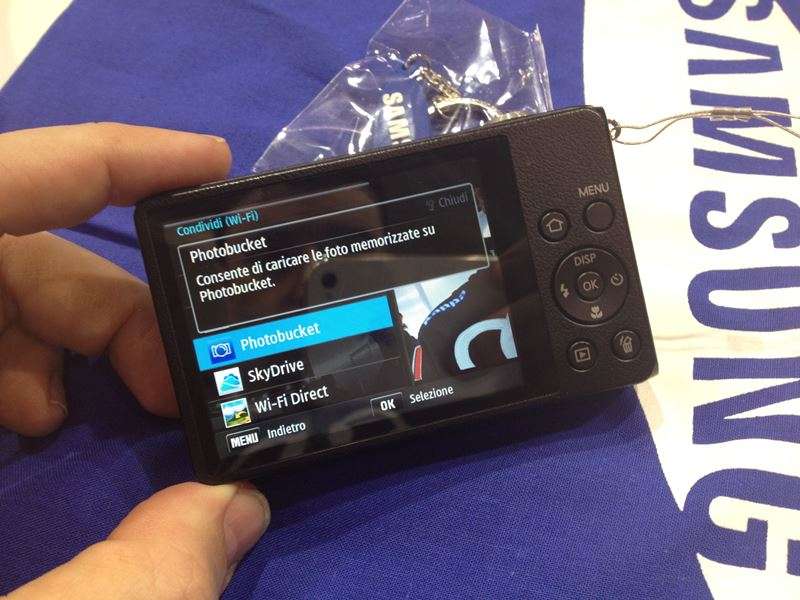 SAMSUNG
SAMS
Condividi (Wi-Fi)
Chiudi
Photobucket
Consente di caricare le foto memorizzate su
Photobucket.
Photobucket
SkyDrive
Wi-Fi Direct
MENU Indietro
OK Selezione
MENU
DISP
OK